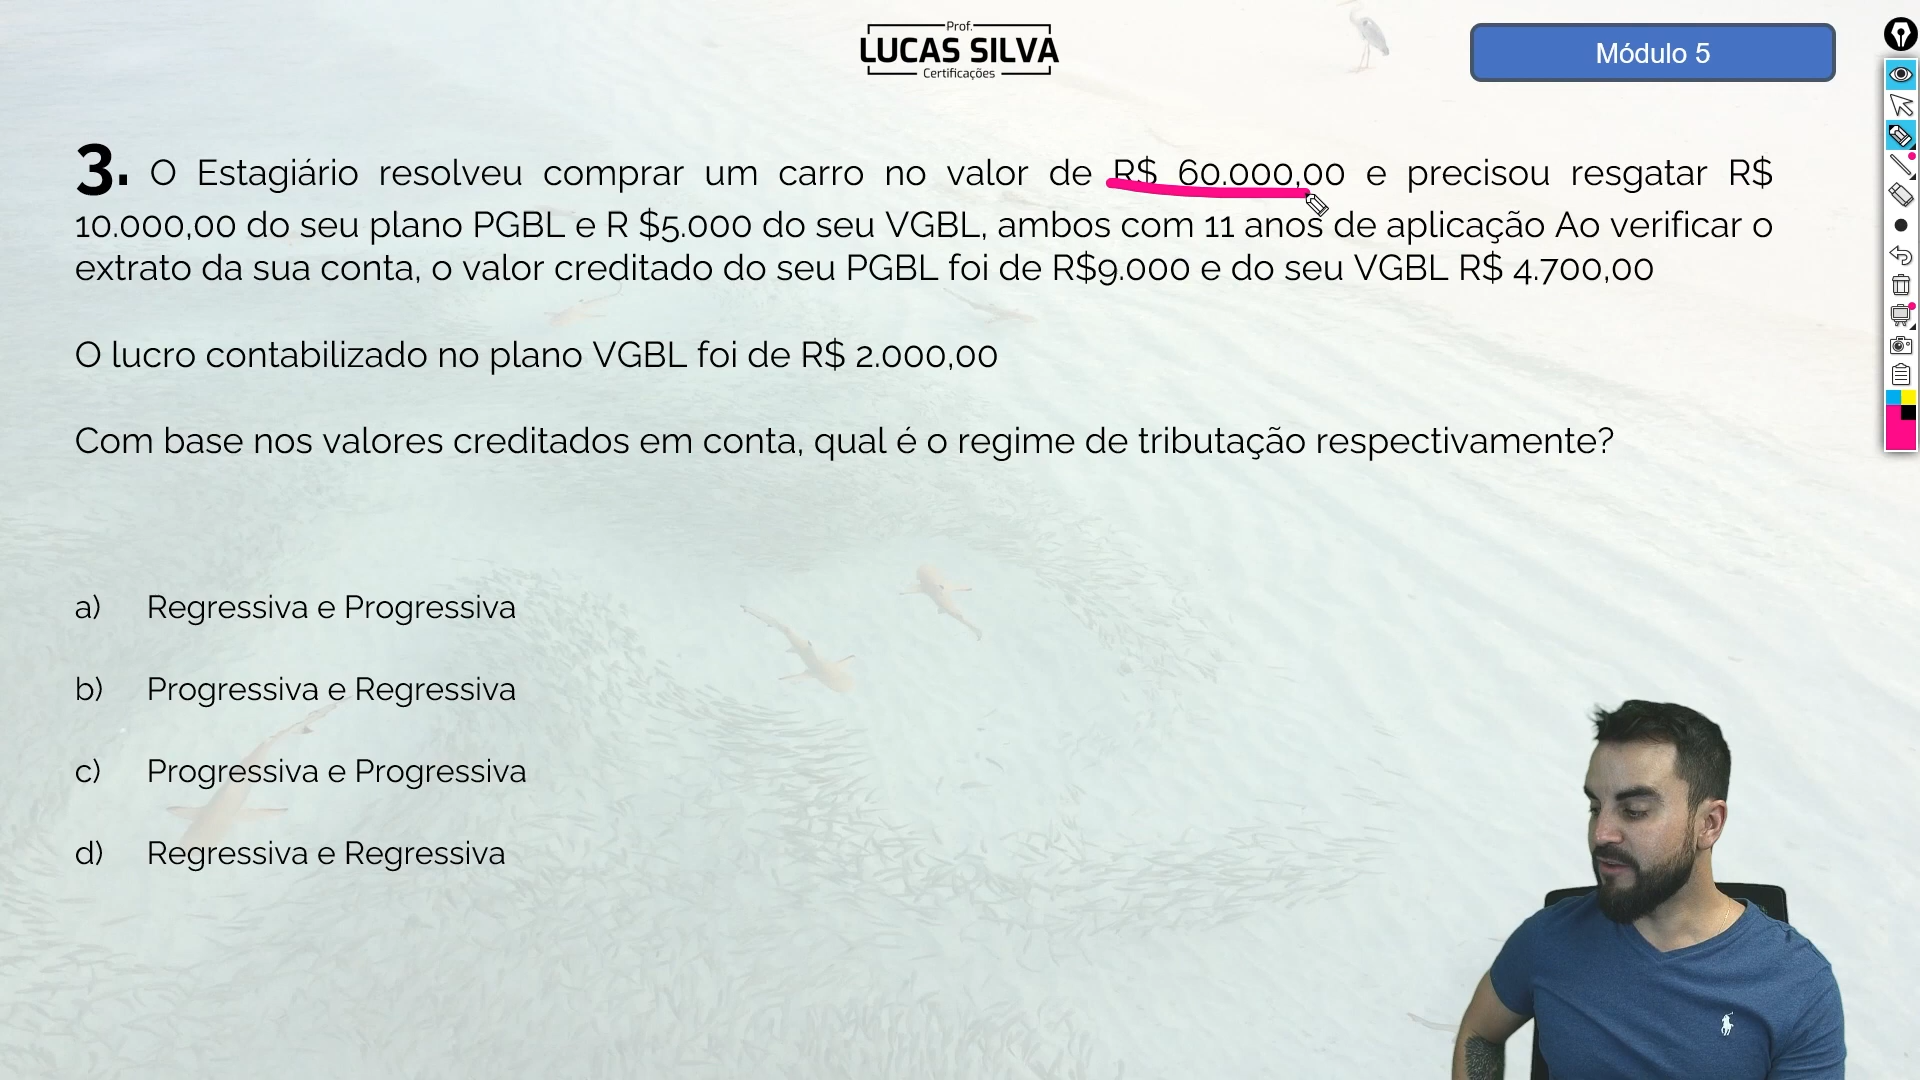 Prof.
LUCAS SILVA
Certificações
Módulo 5
3. O Estagiário resolveu comprar um carro no valor de R$ 60.000,00 e precisou resgatar R$
10.000,00 do seu plano PGBL e R $5.000 do seu VGBL, ambos com 11 anos de aplicação Ao verificar o
extrato da sua conta, o valor creditado do seu PGBL foi de R$9.000 e do seu VGBL R$ 4.700,00
O lucro contabilizado no plano VGBL foi de R$ 2.000,00
Com base nos valores creditados em conta, qual é o regime de tributação respectivamente?
a) Regressiva e Progressiva
b) Progressiva e Regressiva
c) Progressiva e Progressiva
d) Regressiva e Regressiva